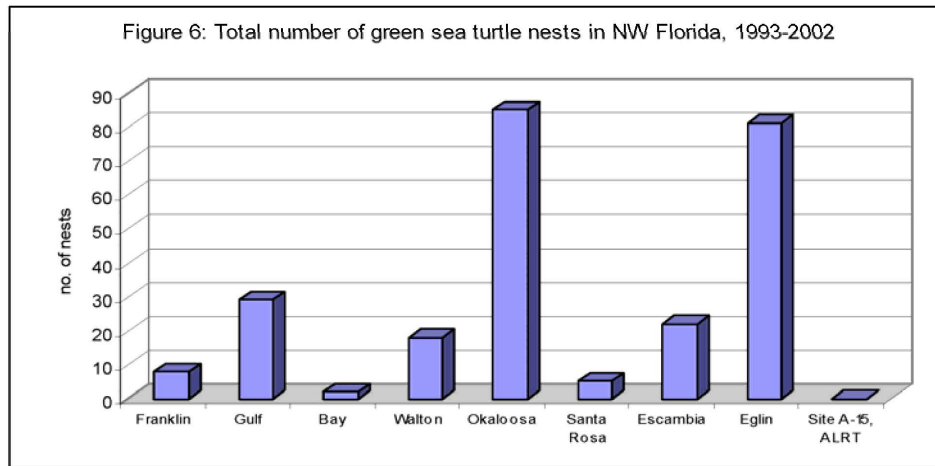 Figure 6: Total number of green sea turtle nests in NW Florida, 1993-2002
90
80
70
60
50
40
30
20
10
0
no. of nests
Franklin Gulf Bay Walton Okaloosa Santa Escambia Eglin Site A-15,
Rosa ALRT